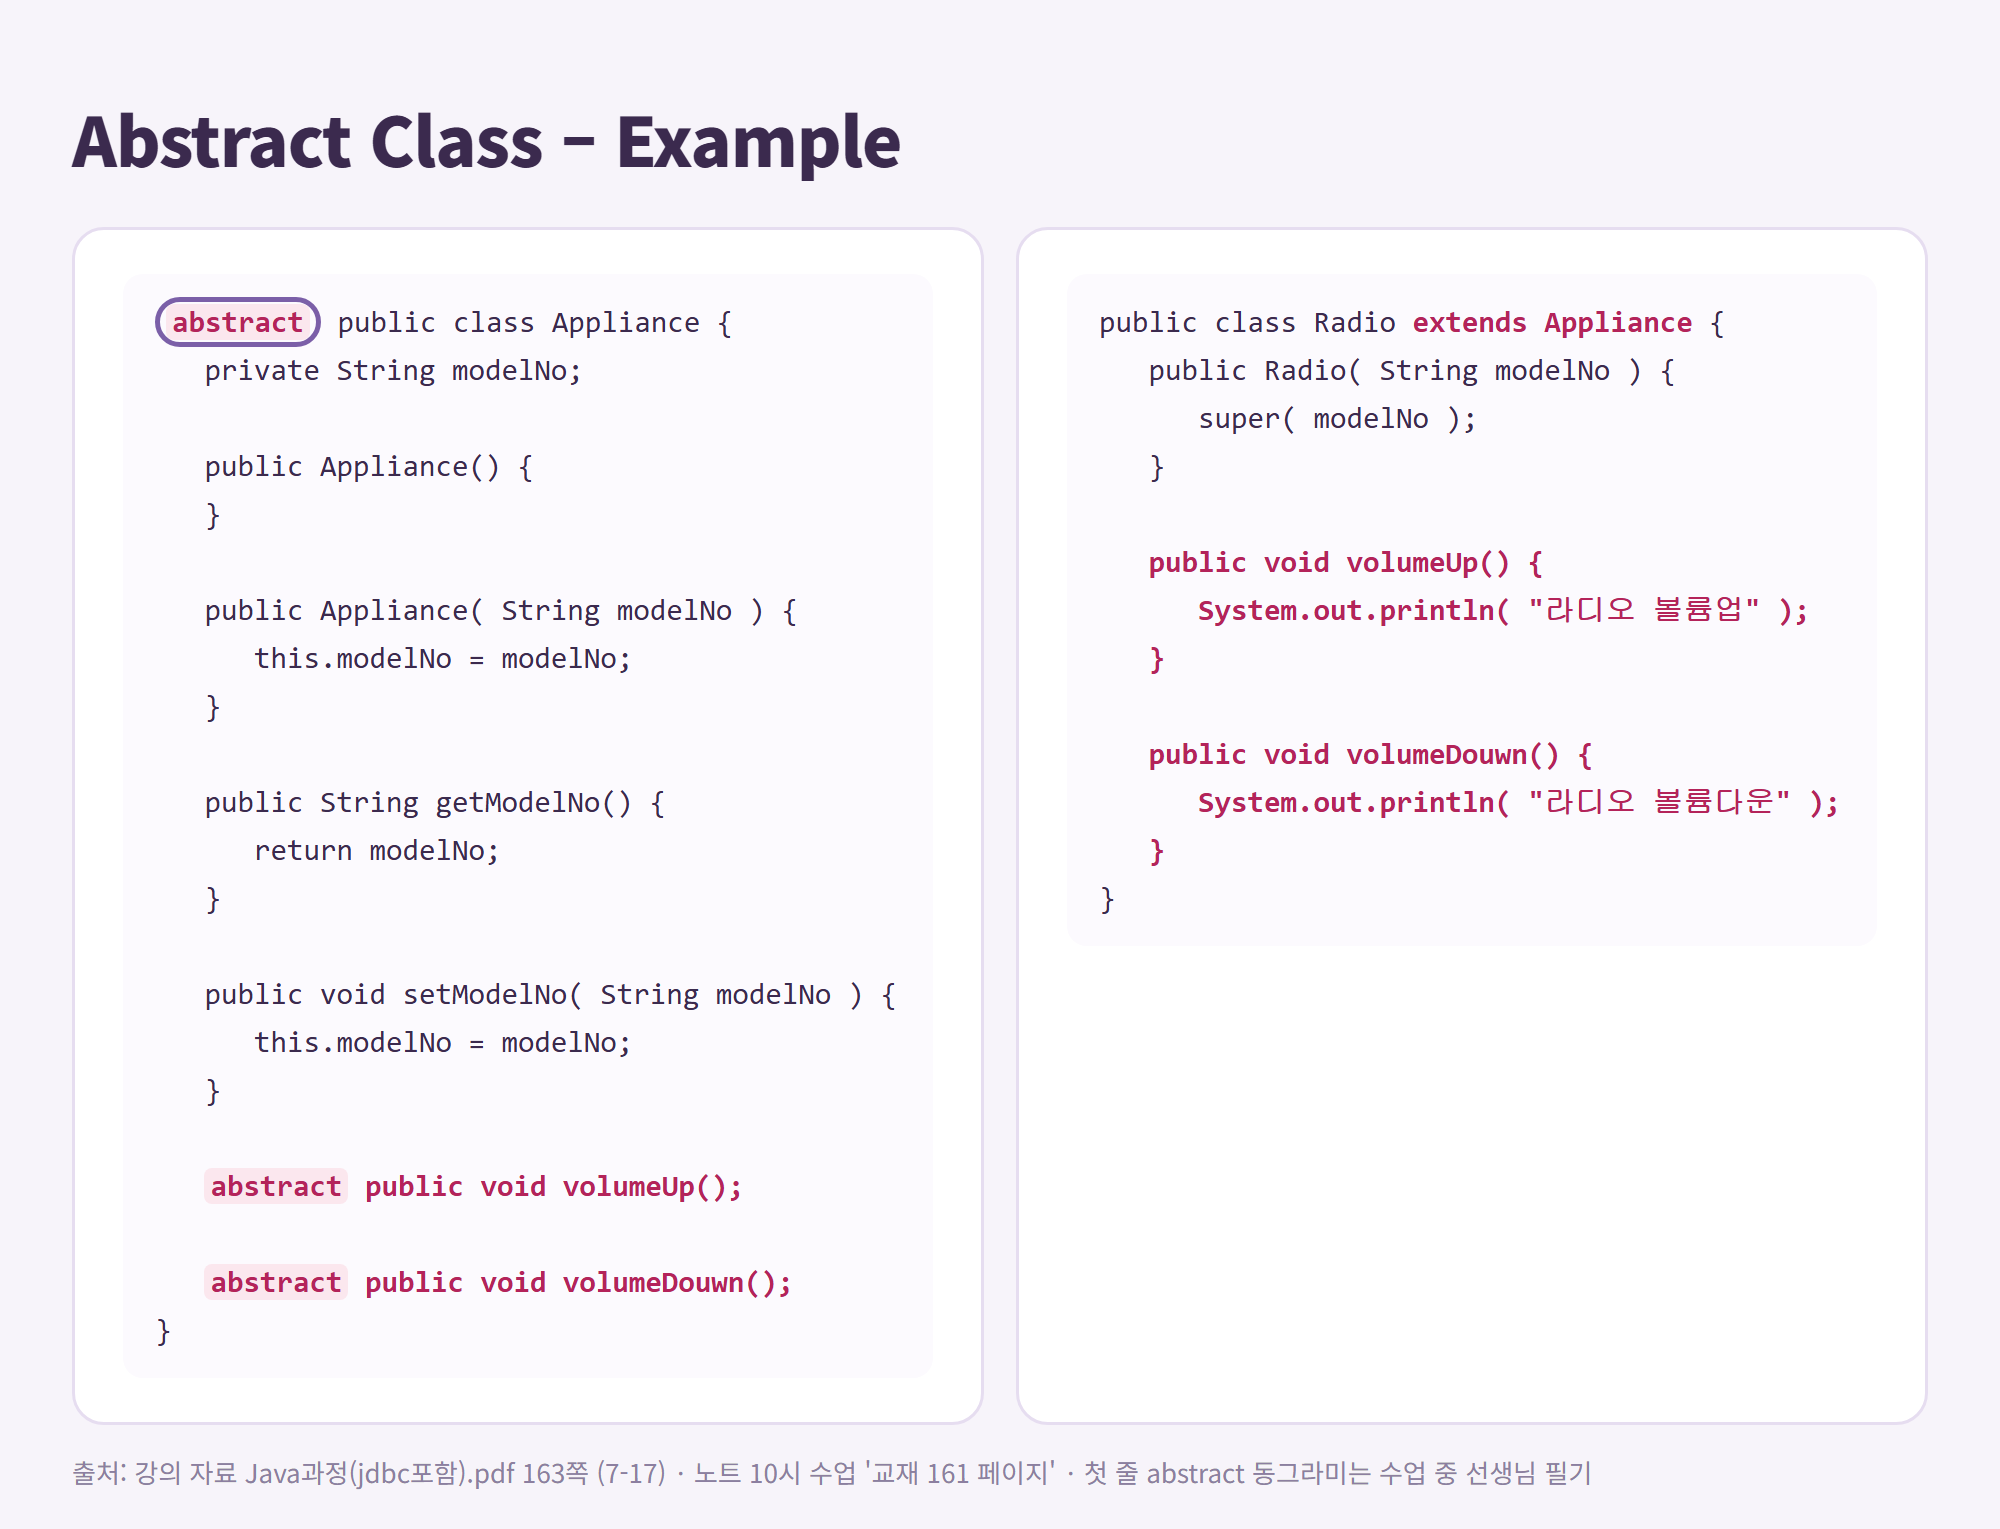 Abstract Class – Example
abstract public class Appliance {
private String modelNo;
public Appliance() {
}
public Appliance( String modelNo ) {
this.modelNo = modelNo;
}
public String getModelNo() {
return modelNo;
}
public void setModelNo( String modelNo ) {
this.modelNo = modelNo;
}
abstract public void volumeUp();
abstract public void volumeDouwn();
}
public class Radio extends Appliance {
public Radio( String modelNo ) {
super( modelNo );
}
public void volumeUp() {
System.out.println( "라디오 볼륨업" );
}
public void volumeDouwn() {
System.out.println( "라디오 볼륨다운" );
}
}
출처: 강의 자료 Java과정(jdbc포함).pdf 163쪽 (7-17) · 노트 10시 수업 '교재 161 페이지' · 첫 줄 abstract 동그라미는 수업 중 선생님 필기